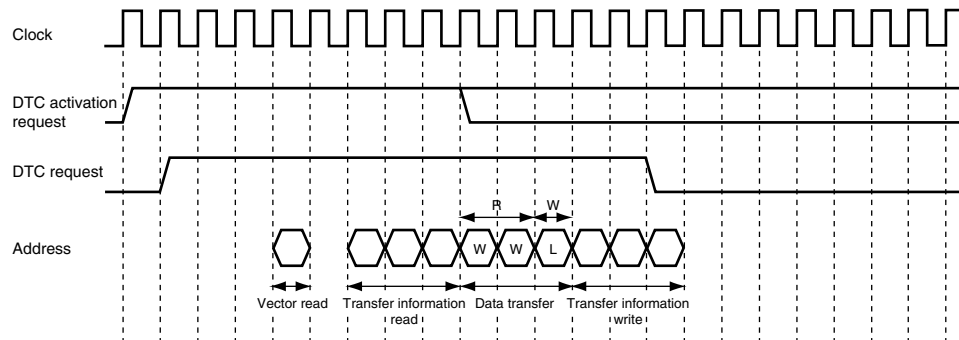 Clock
DTC activation
request
DTC request
R W
Address
W W L
Vector read Transfer information Data transfer Transfer information
read write